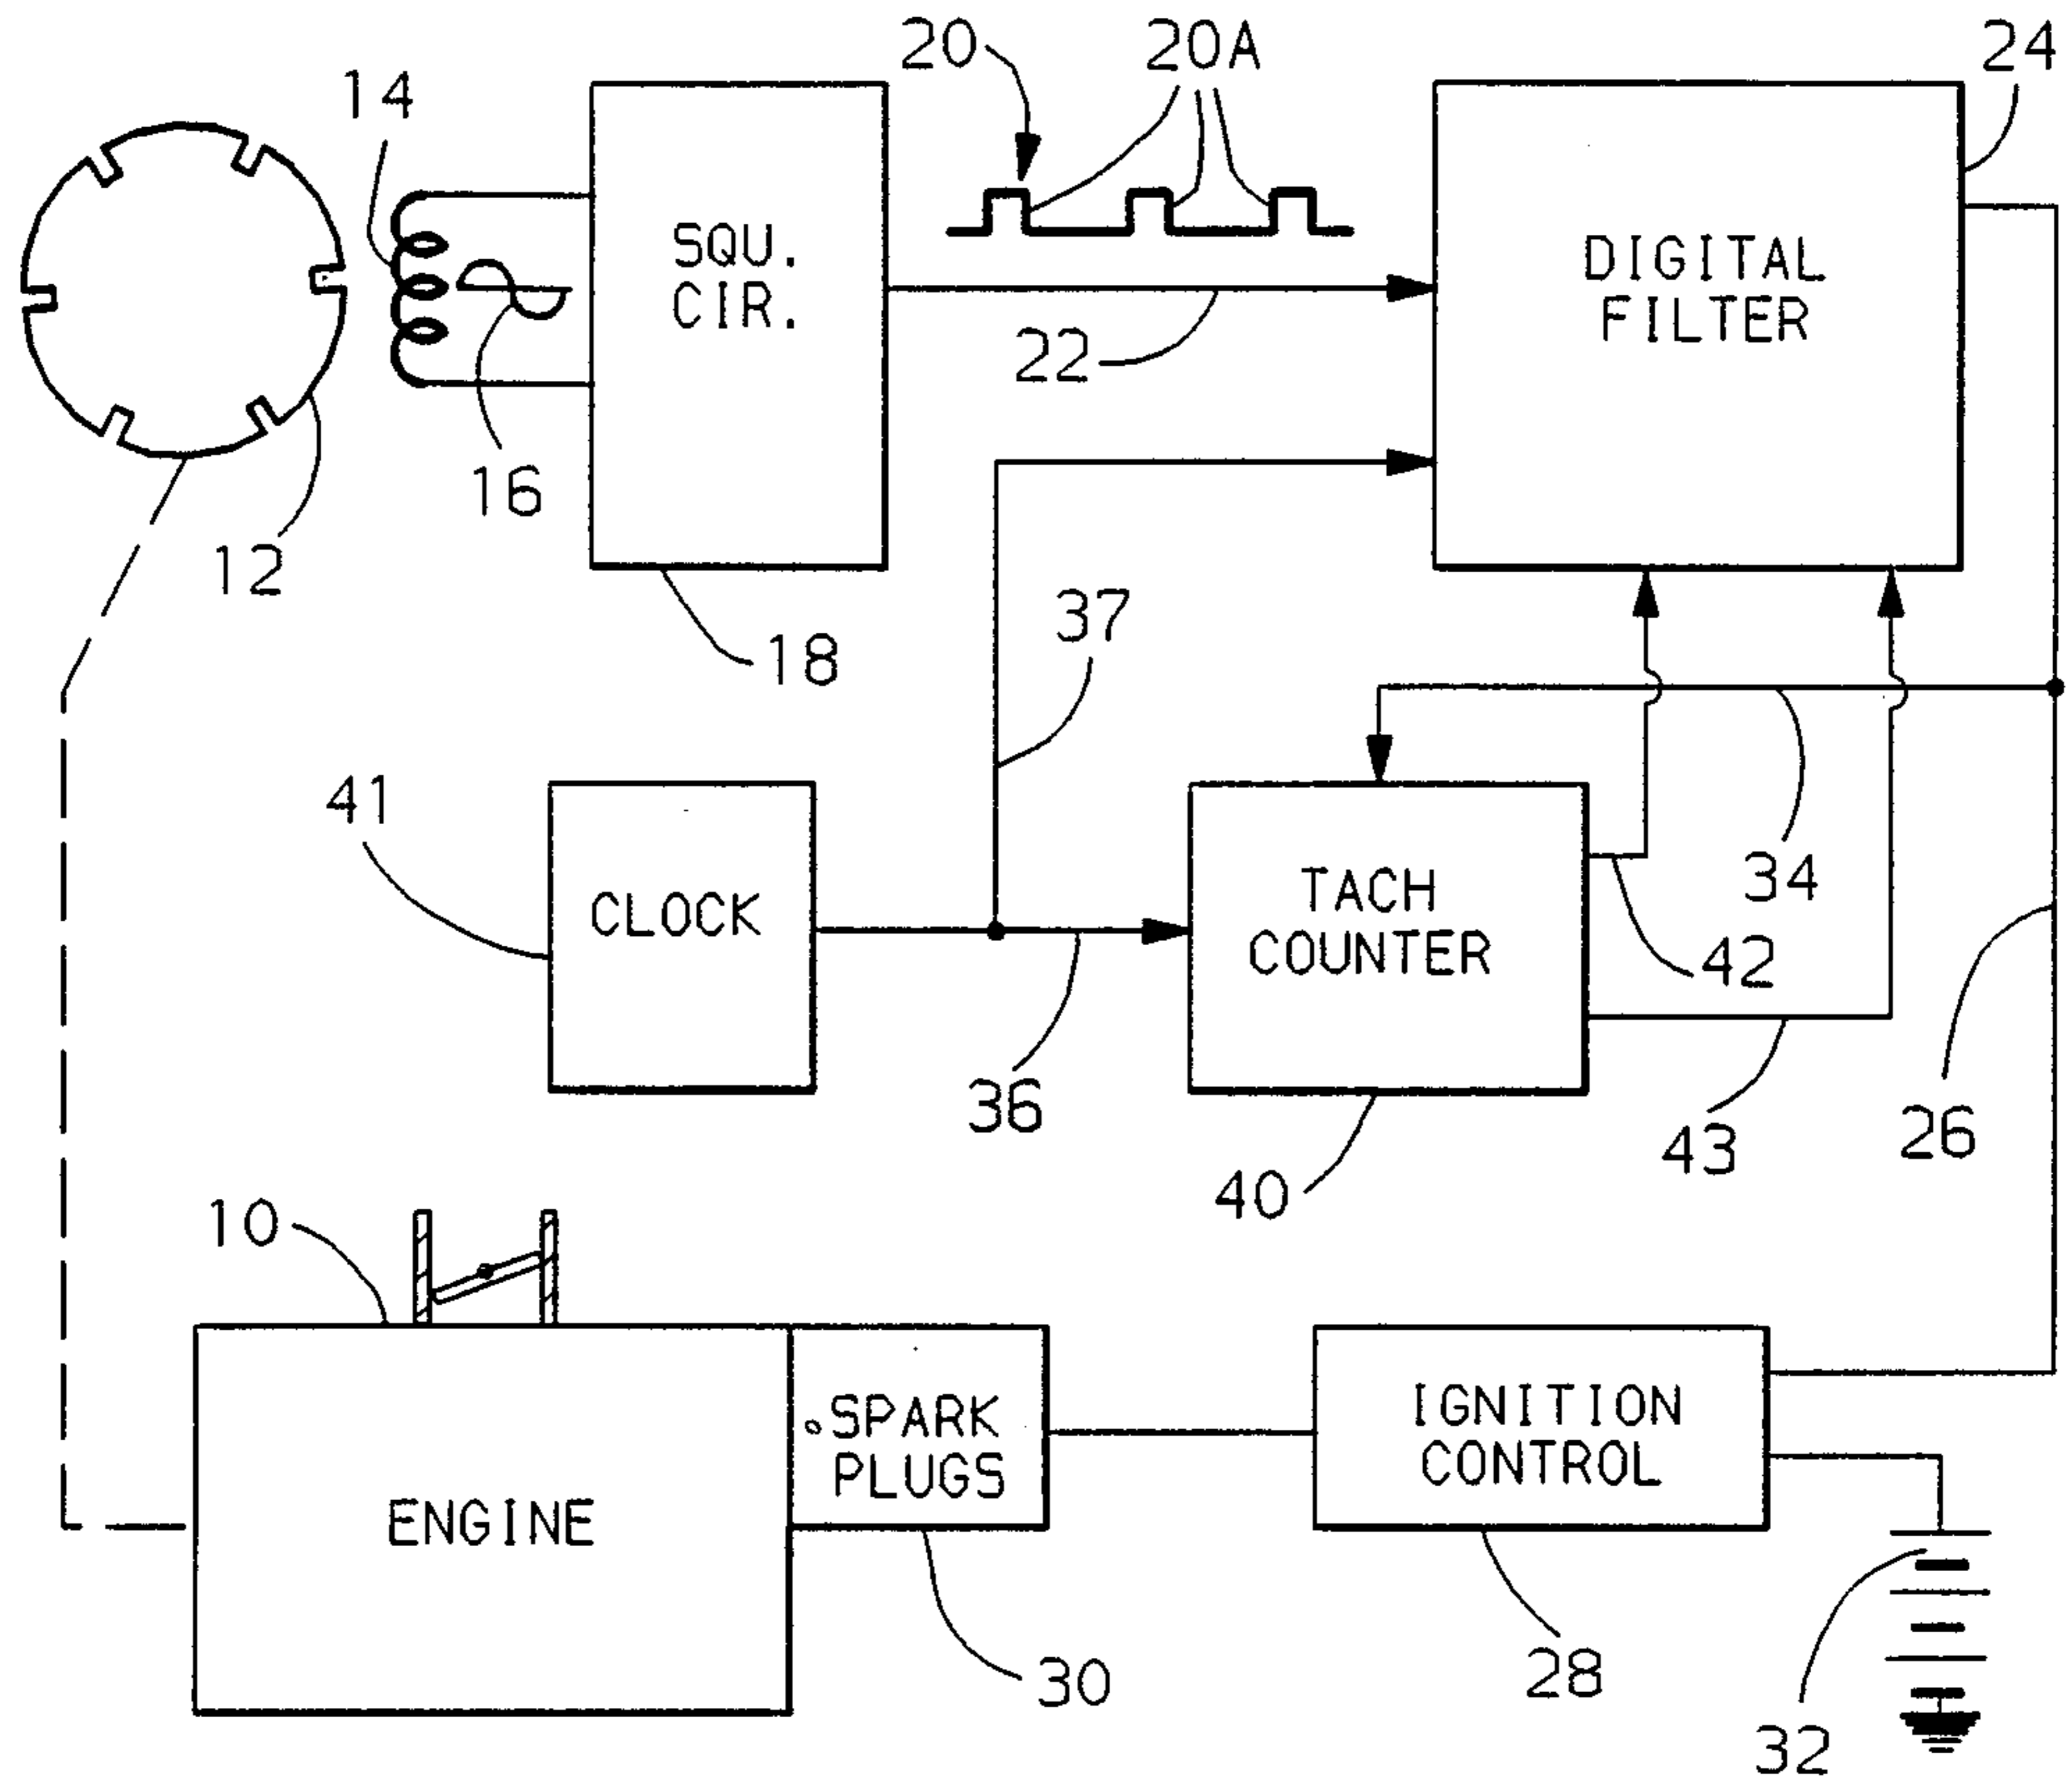 20
20A
24
14
SQU.
CIR.
DIGITAL
FILTER
22
16
12
37
18
41
CLOCK
TACH
COUNTER
34
42
36
26
43
40
10
SPARK
PLUGS
IGNITION
CONTROL
ENGINE
30
28
32